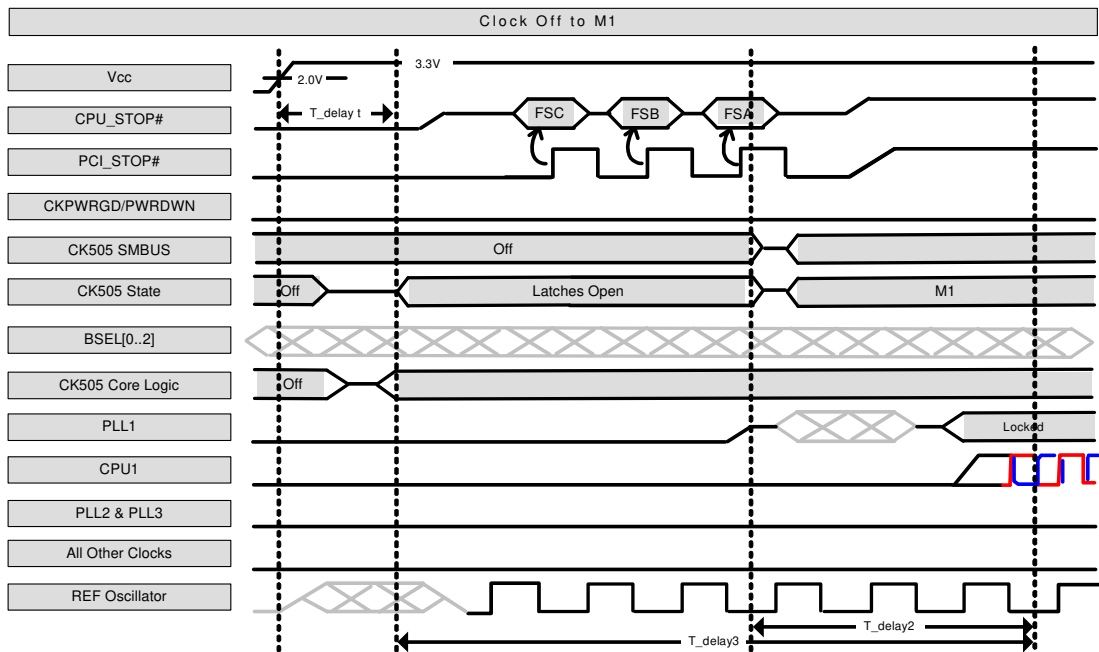 Clock Off to M1
Vcc
2.0V
3.3V
T_delay t
CPU_STOP#
FSC
FSB
FSA
PCI_STOP#
CKPWRGD/PWRDWN
CK505 SMBUS
Off
CK505 State
Off
Latches Open
M1
BSEL[0..2]
CK505 Core Logic
Off
PLL1
Locked
CPU1
PLL2 & PLL3
All Other Clocks
REF Oscillator
T_delay2
T_delay3